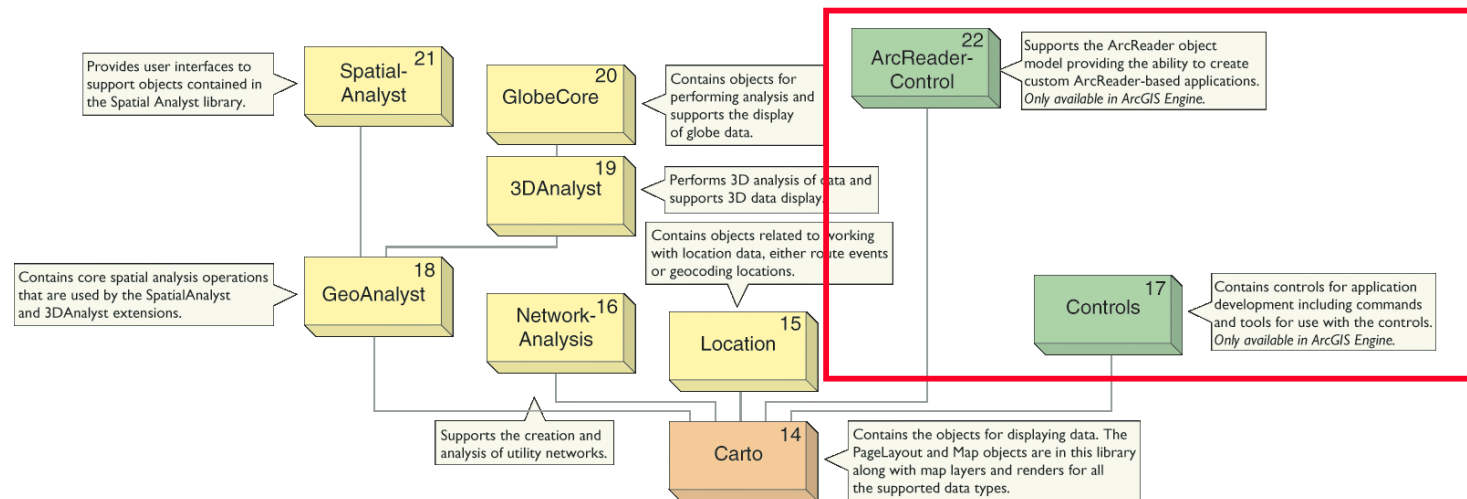 21
Spatial-
Analyst
Provides user interfaces to
support objects contained in
the Spatial Analyst library.
20
GlobeCore
Contains objects for
performing analysis and
supports the display
of globe data.
22
ArcReader-
Control
Supports the ArcReader object
model providing the ability to create
custom ArcReader-based applications.
Only available in ArcGIS Engine.
19
3DAnalyst
Performs 3D analysis of data and
supports 3D data display.
Contains objects related to working
with location data, either route events
or geocoding locations.
18
GeoAnalyst
Contains core spatial analysis operations
that are used by the SpatialAnalyst
and 3DAnalyst extensions.
16
Network-
Analysis
15
Location
17
Controls
Contains controls for application
development including commands
and tools for use with the controls.
Only available in ArcGIS Engine.
Supports the creation and
analysis of utility networks.
14
Carto
Contains the objects for displaying data. The
PageLayout and Map objects are in this library
along with map layers and renders for all
the supported data types.